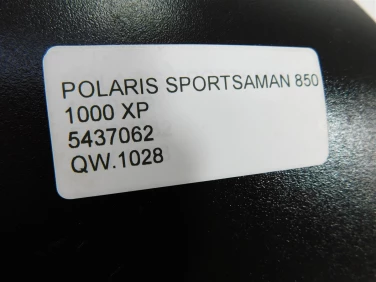 POLARIS SPORTSAMAN 850
1000 XP
5437062
QW.1028